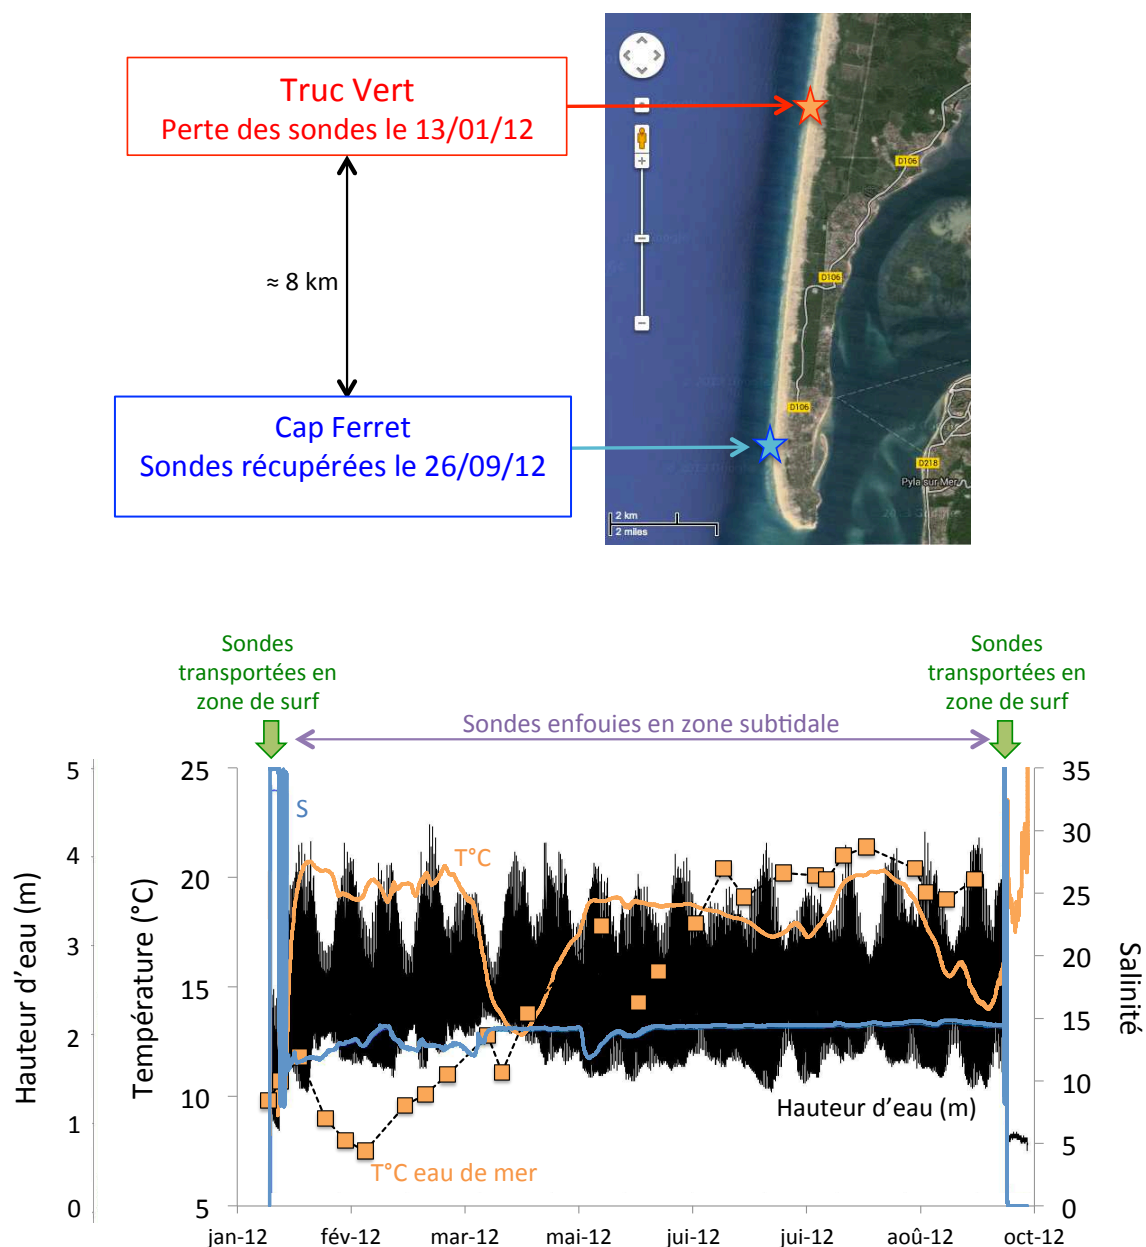 Truc Vert
Perte des sondes le 13/01/12
≈ 8 km
Cap Ferret
Sondes récupérées le 26/09/12
D106
D106
D106
D218
Pyla sur Mer
2 km
2 miles
Sondes
transportées en
zone de surf
Sondes
transportées en
zone de surf
Sondes enfouies en zone subtidale
Hauteur d'eau (m)
5
4
3
2
1
0
Température (°C)
25
20
15
10
5
S
T°C
T°C eau de mer
Hauteur d'eau (m)
35
30
25
20
15
10
5
0
Salinité
jan-12
fév-12
mar-12
mai-12
jui-12
jui-12
aoû-12
oct-12